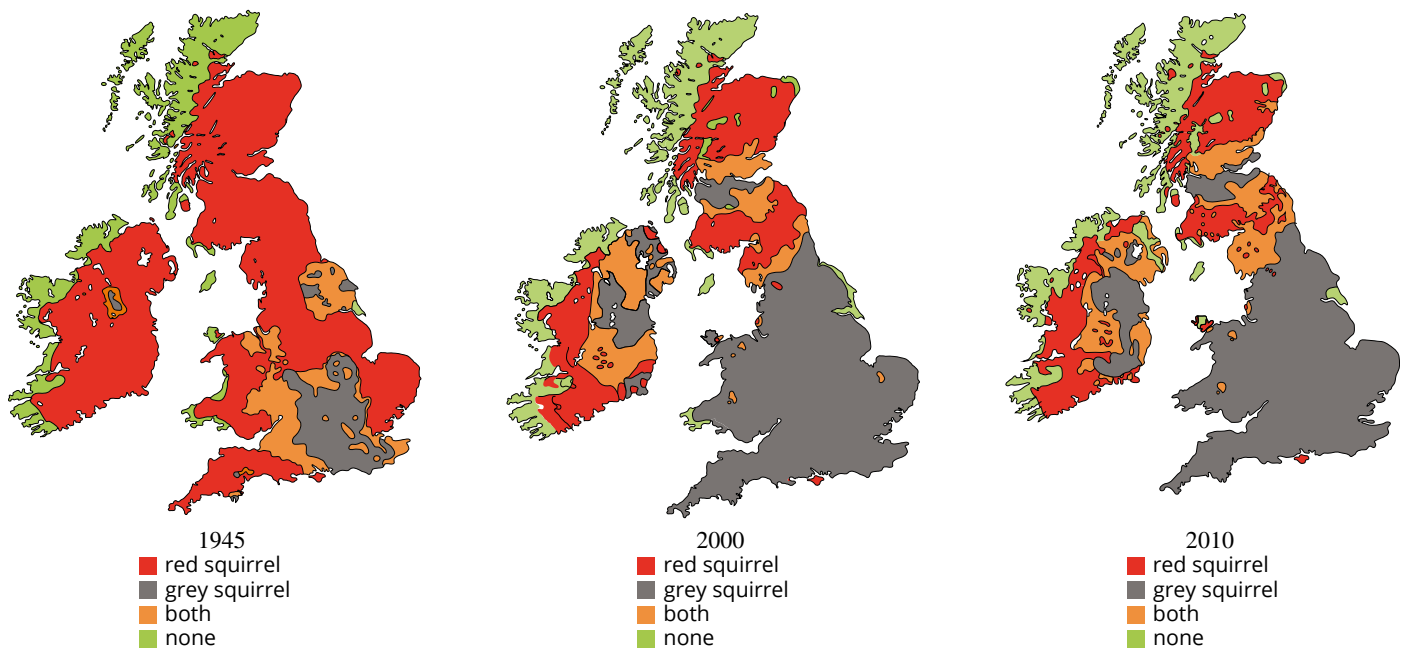 1945
red squirrel
grey squirrel
both
none
2000
red squirrel
grey squirrel
both
none
2010
red squirrel
grey squirrel
both
none